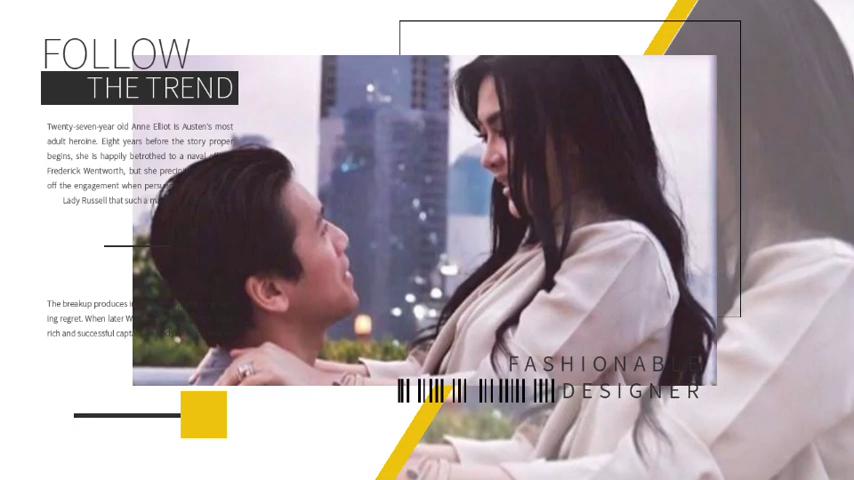 FOLLOW
THE TREND
Twenty-seven-year old Anne Elliot is Austen's most
adult heroine. Eight years before the story proper
begins, she is happily betrothed to a naval
Frederick Wentworth, but she
off the engagement when
Lady Russell that such a
The breakup produces
ing regret. When later
rich and successful
FASHIONABLE
DESIGNER